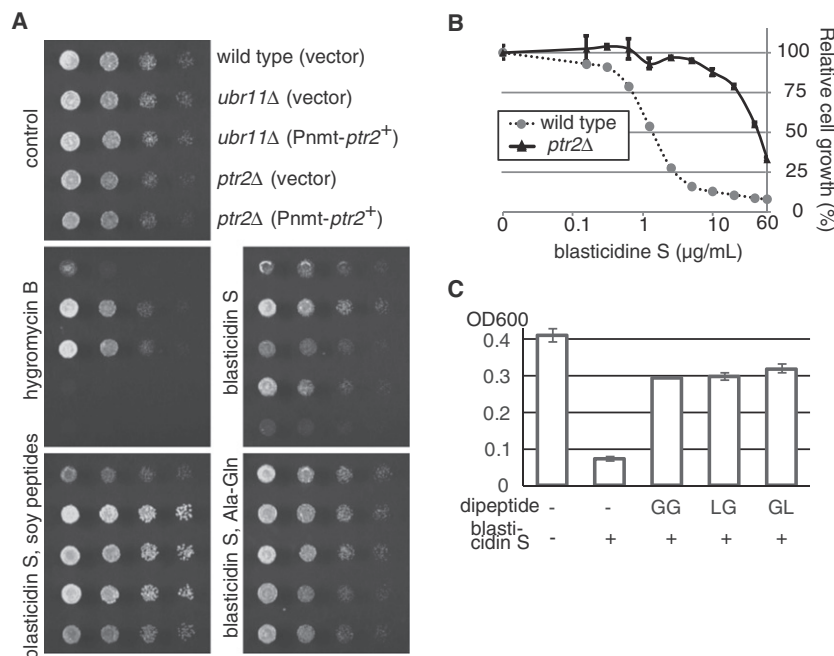 A
control
wild type (vector)
ubr11Δ (vector)
ubr11Δ (Pnmt-ptr2+)
ptr2Δ (vector)
ptr2Δ (Pnmt-ptr2+)
hygromycin B
blasticidin S
blasticidin S, soy peptides
blasticidin S, Ala-Gln
B
100
75
50
25
0
Relative cell growth (%)
wild type
ptr2Δ
0 0.1 1 10 60
blasticidine S (μg/mL)
C
OD600
0.4
0.3
0.2
0.1
0
dipeptide - - GG LG GL
blasti-
cidin S - + + + +